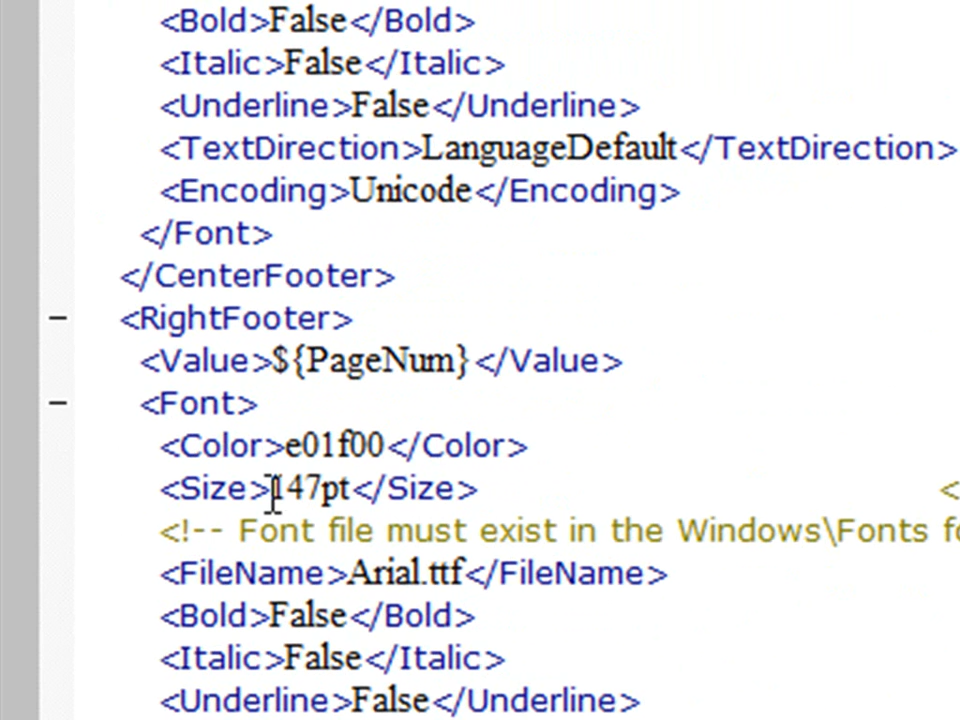 <Bold>False</Bold>
<Italic>False</Italic>
<Underline>False</Underline>
<TextDirection>LanguageDefault</TextDirection>
<Encoding>Unicode</Encoding>
</Font>
</CenterFooter>
<RightFooter>
<Value>${PageNum}</Value>
<Font>
<Color>e01f00</Color>
<Size>147pt</Size> <
<!-- Font file must exist in the Windows\Fonts
<FileName>Arial.ttf</FileName>
<Bold>False</Bold>
<Italic>False</Italic>
<Underline>False</Underline>